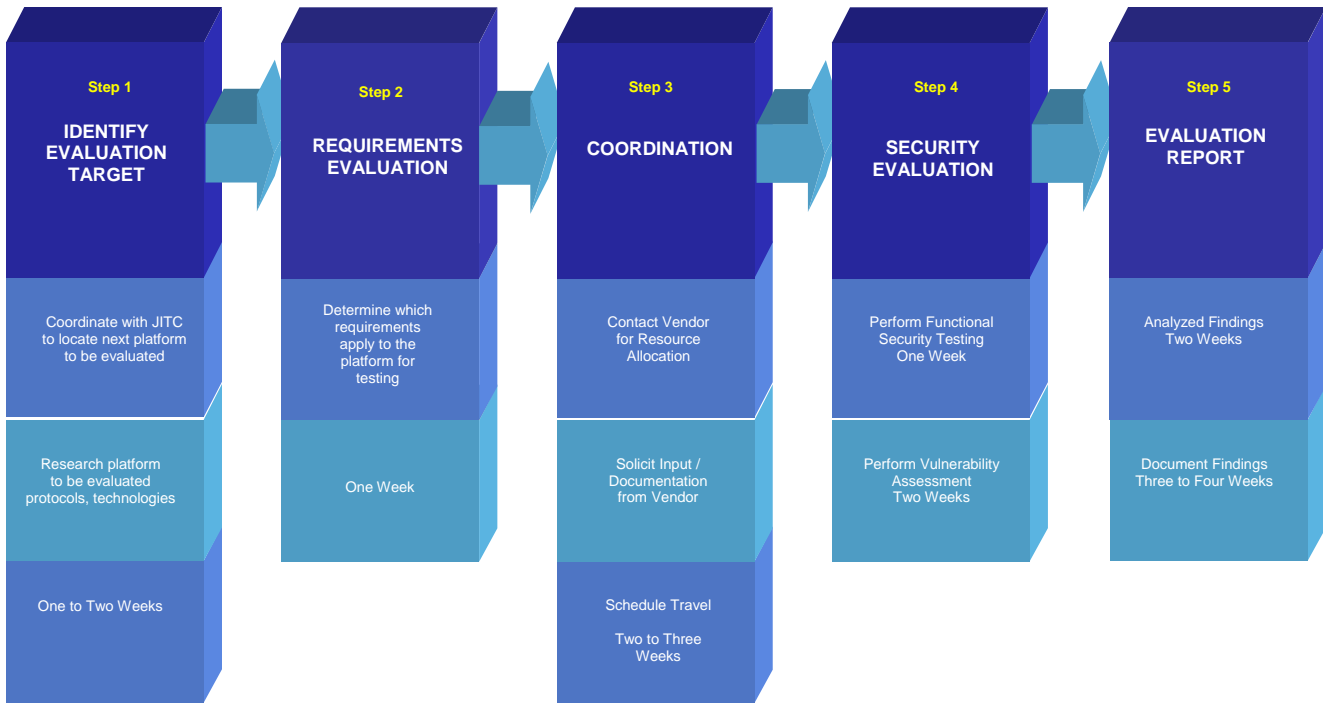 Step 1
IDENTIFY
EVALUATION
TARGET
Coordinate with JITC
to locate next platform
to be evaluated
Research platform
to be evaluated
protocols, technologies
One to Two Weeks
Step 2
REQUIREMENTS
EVALUATION
Determine which
requirements
apply to the
platform for
testing
One Week
Step 3
COORDINATION
Contact Vendor
for Resource
Allocation
Solicit Input /
Documentation
from Vendor
Schedule Travel
Two to Three
Weeks
Step 4
SECURITY
EVALUATION
Perform Functional
Security Testing
One Week
Perform Vulnerability
Assessment
Two Weeks
Step 5
EVALUATION
REPORT
Analyzed Findings
Two Weeks
Document Findings
Three to Four Weeks